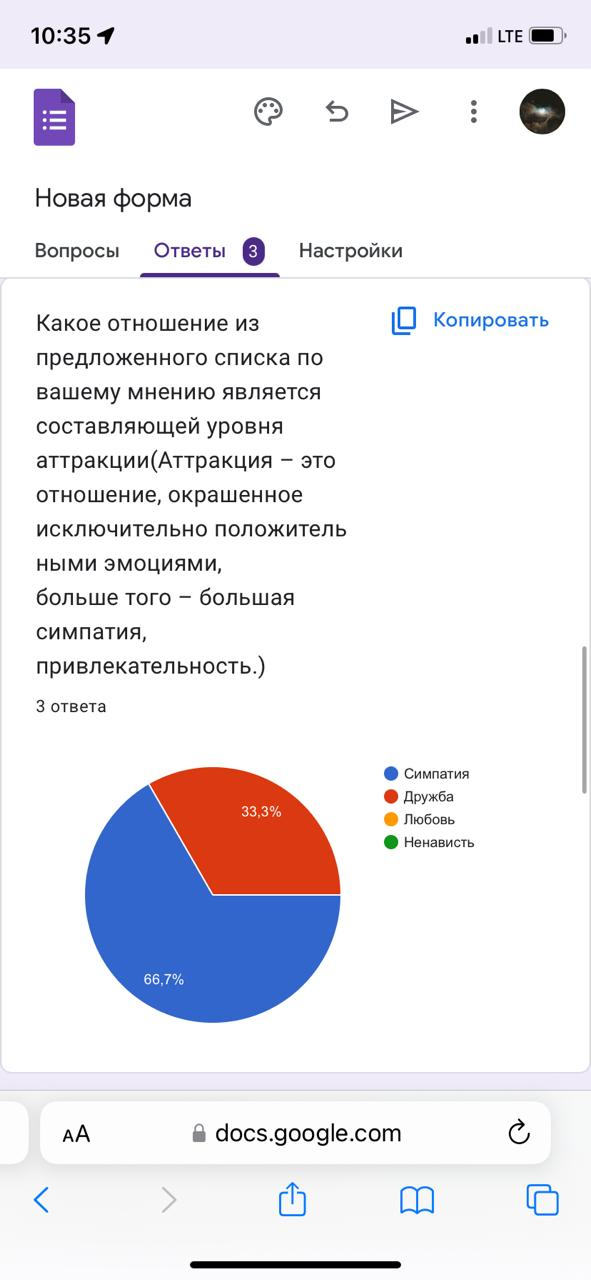 10:35
LTE
Новая форма
Вопросы Ответы 3 Настройки
Копировать
Какое отношение из
предложенного списка по
вашему мнению является
составляющей уровня
аттракции(Аттракция – это
отношение, окрашенное
исключительно положитель
ными эмоциями,
больше того – большая
симпатия,
привлекательность.)
3 ответа
Симпатия
Дружба
Любовь
Ненависть
33,3%
66,7%
AA docs.google.com